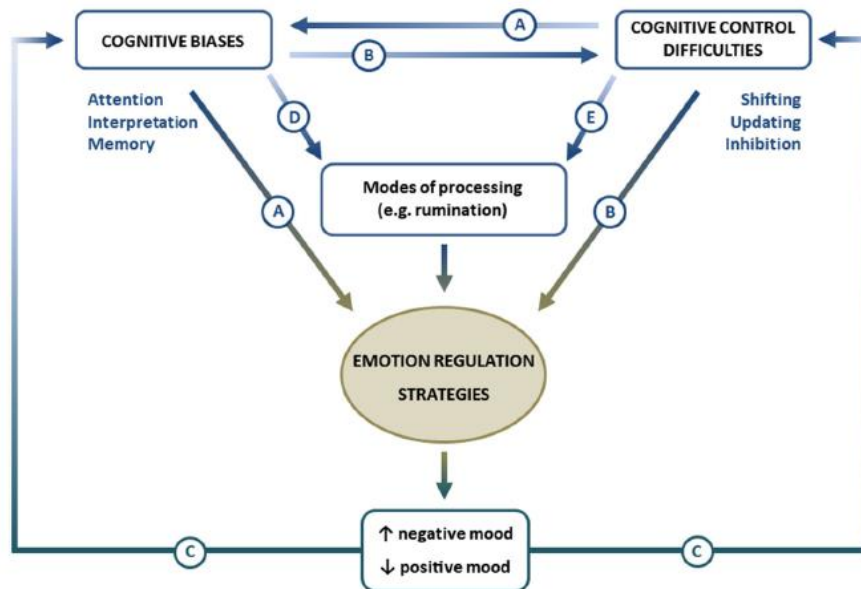 A
COGNITIVE BIASES
COGNITIVE CONTROL
DIFFICULTIES
B
Attention
Interpretation
Memory
D
E
Shifting
Updating
Inhibition
Modes of processing
(e.g. rumination)
A
B
EMOTION REGULATION
STRATEGIES
↑ negative mood
↓ positive mood
C
C